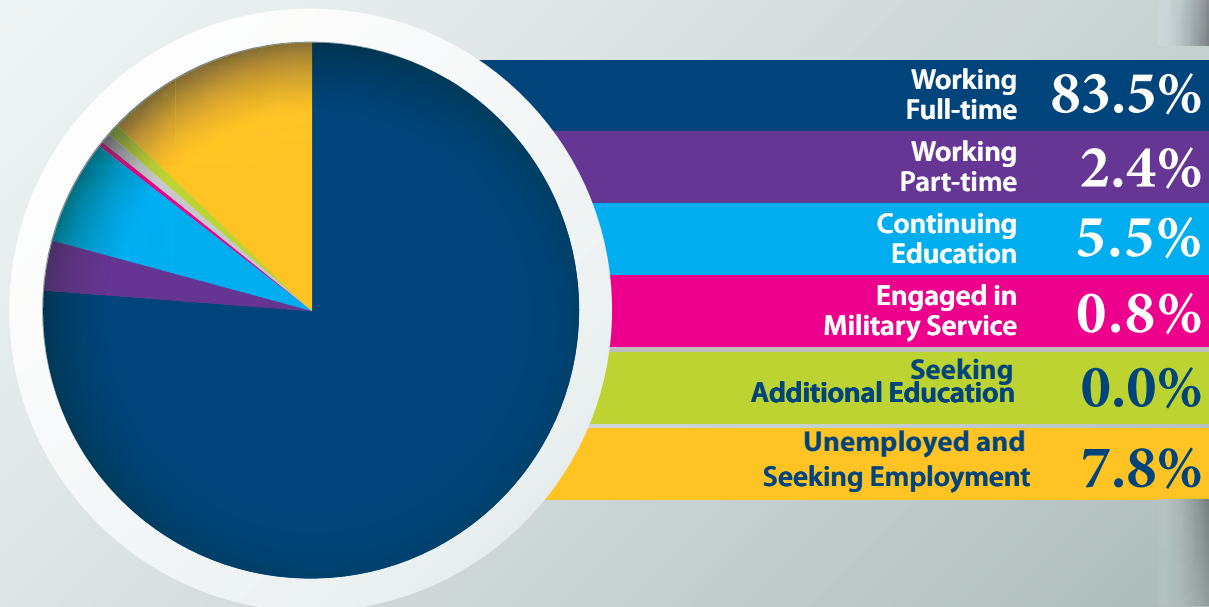 Working
Full-time 83.5%
Working
Part-time 2.4%
Continuing
Education 5.5%
Engaged in
Military Service 0.8%
Seeking
Additional Education 0.0%
Unemployed and
Seeking Employment 7.8%